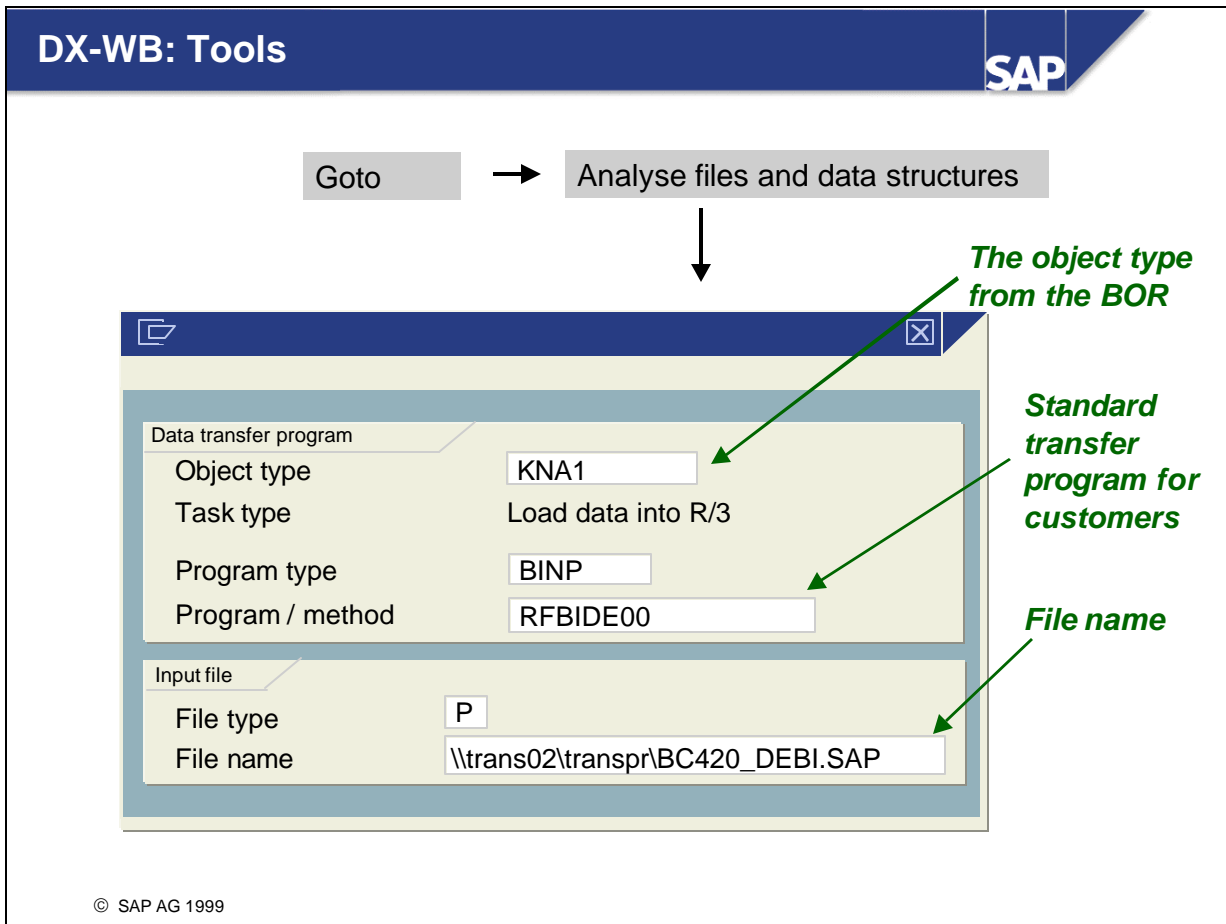 DX-WB: Tools
SAP
Goto
Analyse files and data structures
The object type
from the BOR
Data transfer program
Object type KNA1
Task type Load data into R/3
Program type BINP
Program / method RFBIDE00
Standard
transfer
program for
customers
Input file
File type P
File name \\trans02\transpr\BC420_DEBI.SAP
File name
© SAP AG 1999